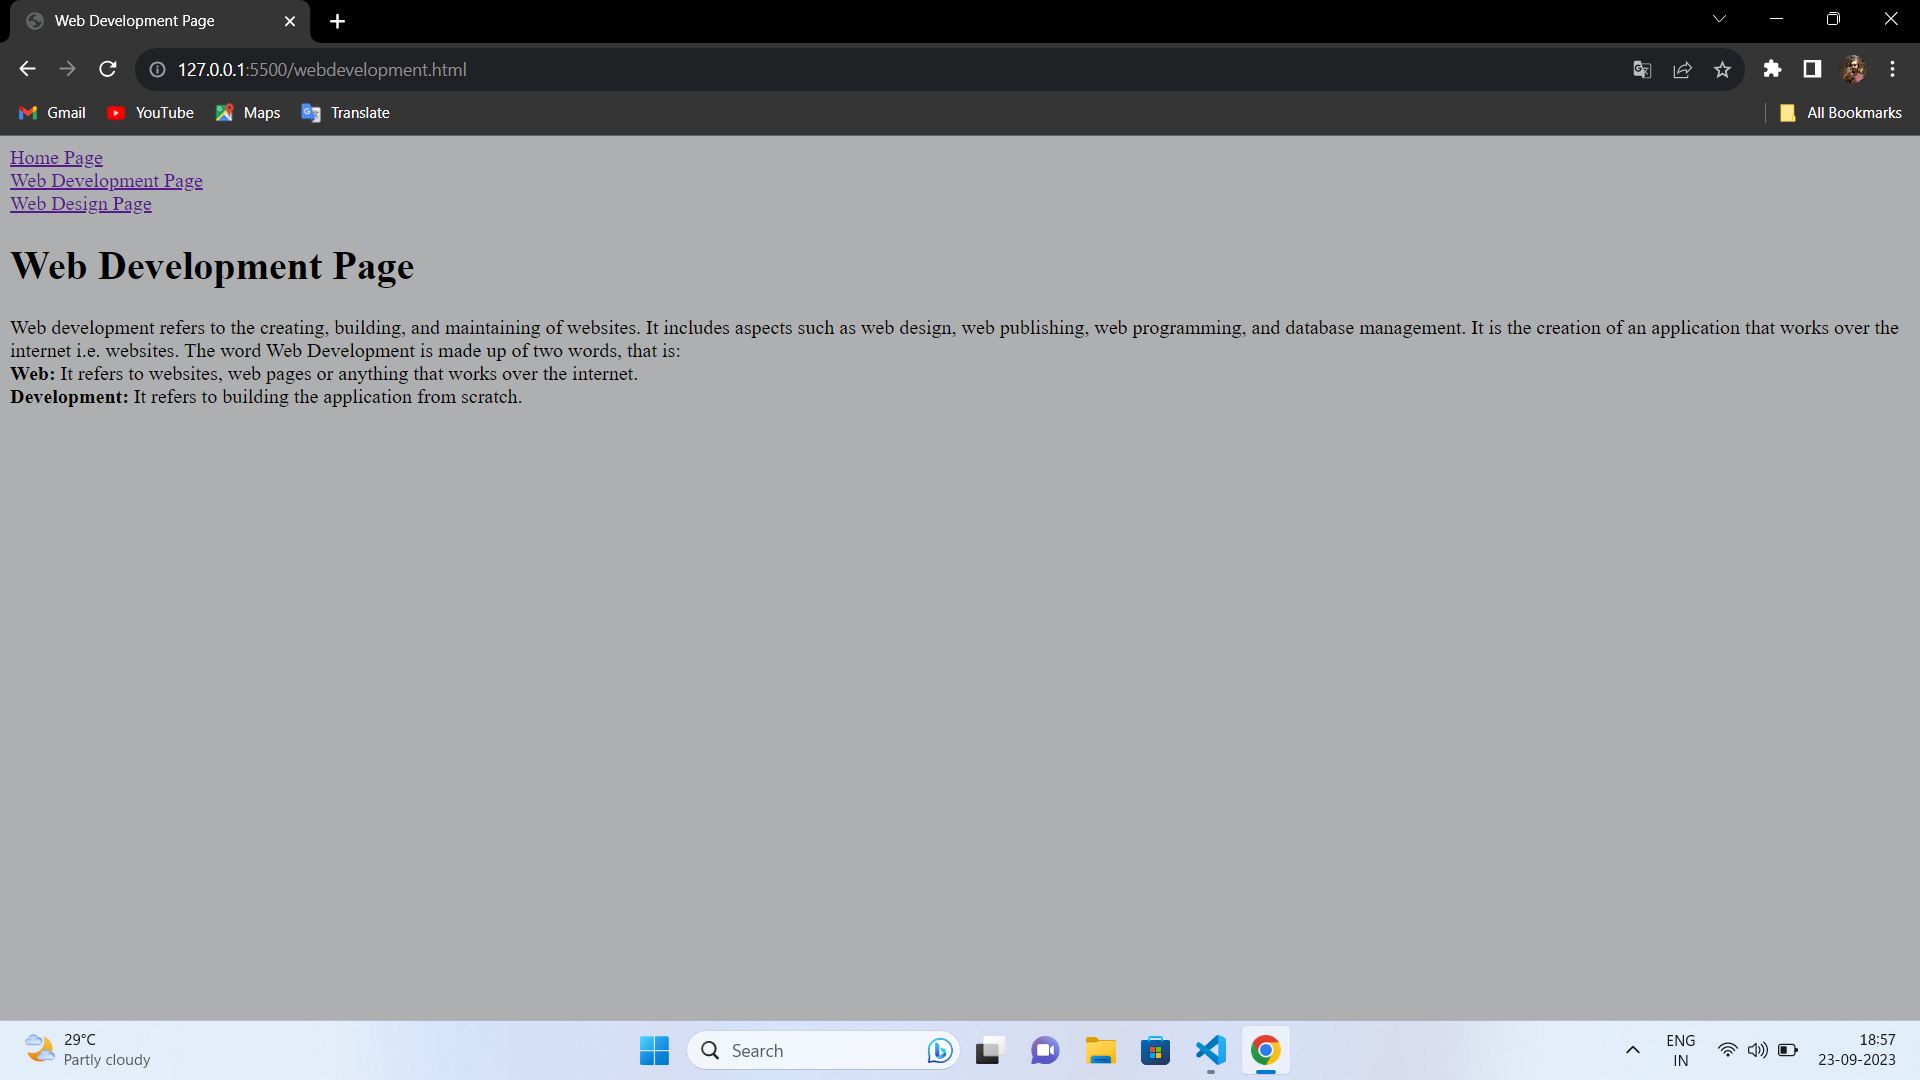 Web Development Page
127.0.0.1:5500/webdevelopment.html
Gmail YouTube Maps Translate All Bookmarks
Home Page
Web Development Page
Web Design Page
Web Development Page
Web development refers to the creating, building, and maintaining of websites. It includes aspects such as web design, web publishing, web programming, and database management. It is the creation of an application that works over the
internet i.e. websites. The word Web Development is made up of two words, that is:
Web: It refers to websites, web pages or anything that works over the internet.
Development: It refers to building the application from scratch.
29°C
Partly cloudy
Search
ENG
IN
18:57
23-09-2023